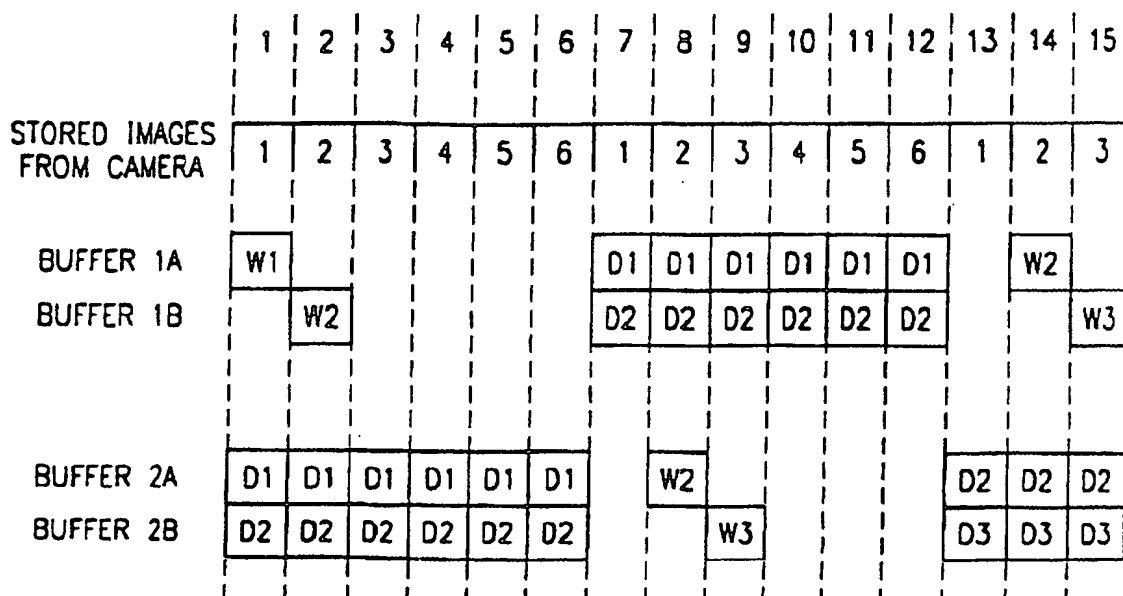 1 2 3 4 5 6 7 8 9 10 11 12 13 14 15
STORED IMAGES
FROM CAMERA
1 2 3 4 5 6 1 2 3 4 5 6 1 2 3
BUFFER 1A W1 D1 D1 D1 D1 D1 D1 W2
BUFFER 1B W2 D2 D2 D2 D2 D2 D2 W3
BUFFER 2A D1 D1 D1 D1 D1 D1 W2 D2 D2 D2
BUFFER 2B D2 D2 D2 D2 D2 D2 W3 D3 D3 D3